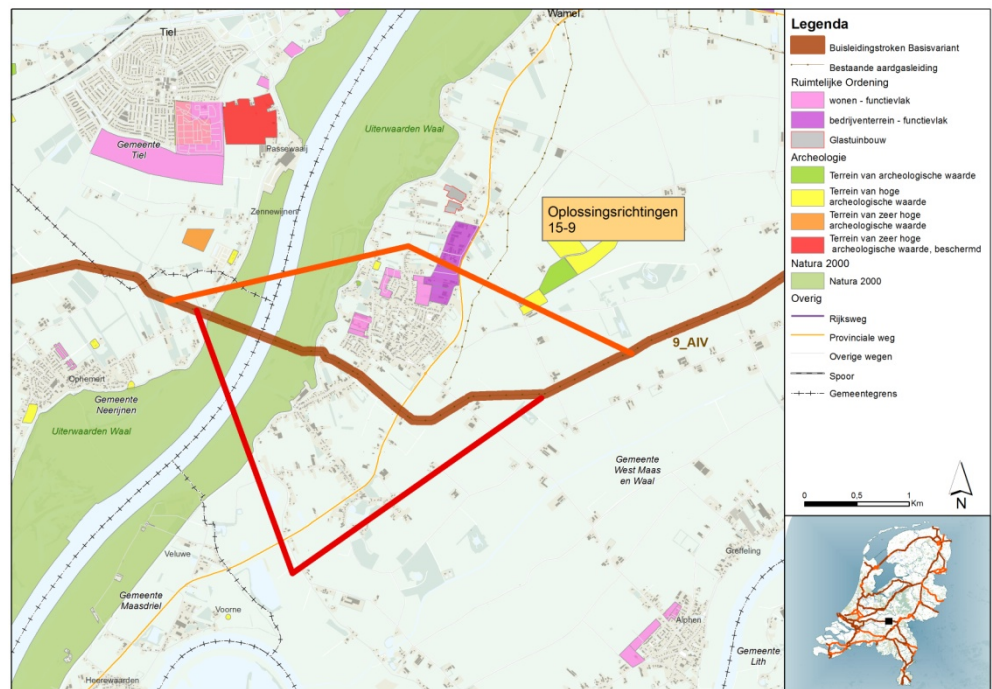 Wamel
Tiel
Uiterwaarden Waal
Gemeente
Tiel
Passewaaij
Zennewijnen
Oplossingsrichtingen
15-9
9_AIV
Ophemert
Gemeente
Neerijnen
Uiterwaarden Waal
Gemeente
West Maas
en Waal
Veluwe
Greffeling
Gemeente
Maasdriel
Voorne
Alphen
Gemeente
Lith
Heerewaarden
Legenda
Buisleidingstroken Basisvariant
Bestaande aardgasleiding
Ruimtelijke Ordening
wonen - functievlak
bedrijventerrein - functievlak
Glastuinbouw
Archeologie
Terrein van archeologische waarde
Terrein van hoge
archeologische waarde
Terrein van zeer hoge
archeologische waarde
Terrein van zeer hoge
archeologische waarde, beschermd
Natura 2000
Natura 2000
Overig
Rijksweg
Provinciale weg
Overige wegen
Spoor
Gemeentegrens
0 0,5 1
Km
N